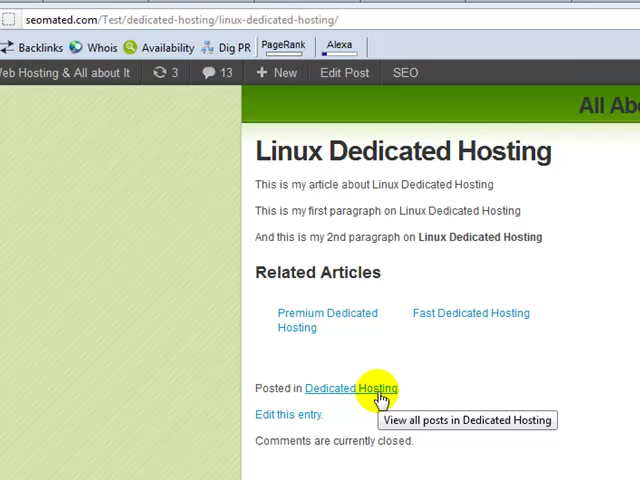 seomated.com/Test/dedicated-hosting/linux-dedicated-hosting/
Backlinks Whois Availability Dig PR PageRank Alexa
eb Hosting & All about It 3 13 New Edit Post SEO
All Abo
Linux Dedicated Hosting
This is my article about Linux Dedicated Hosting
This is my first paragraph on Linux Dedicated Hosting
And this is my 2nd paragraph on Linux Dedicated Hosting
Related Articles
Premium Dedicated Fast Dedicated Hosting
Hosting
Posted in Dedicated Hosting
View all posts in Dedicated Hosting
Edit this entry.
Comments are currently closed.